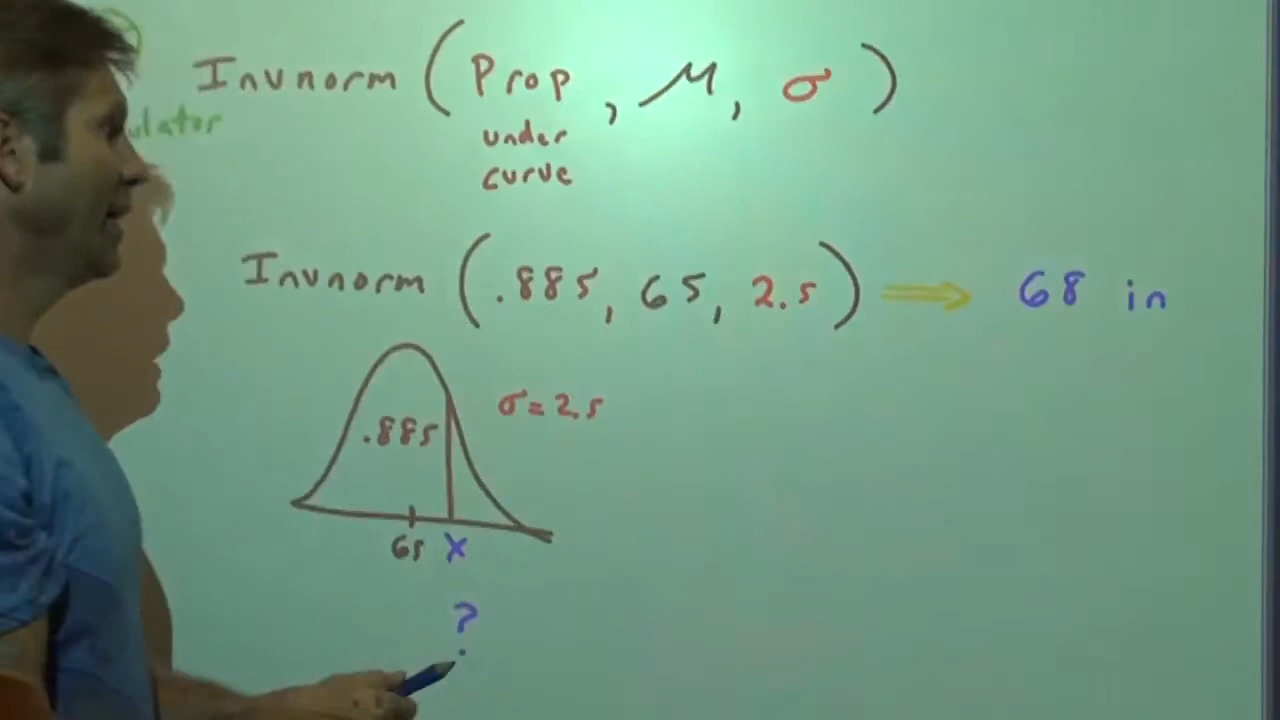 Invnorm (Prop, μ, σ)
under
curve
Invnorm (.885, 65, 2.5) ⇒ 68 in
σ = 2.5
.885
65 X
?